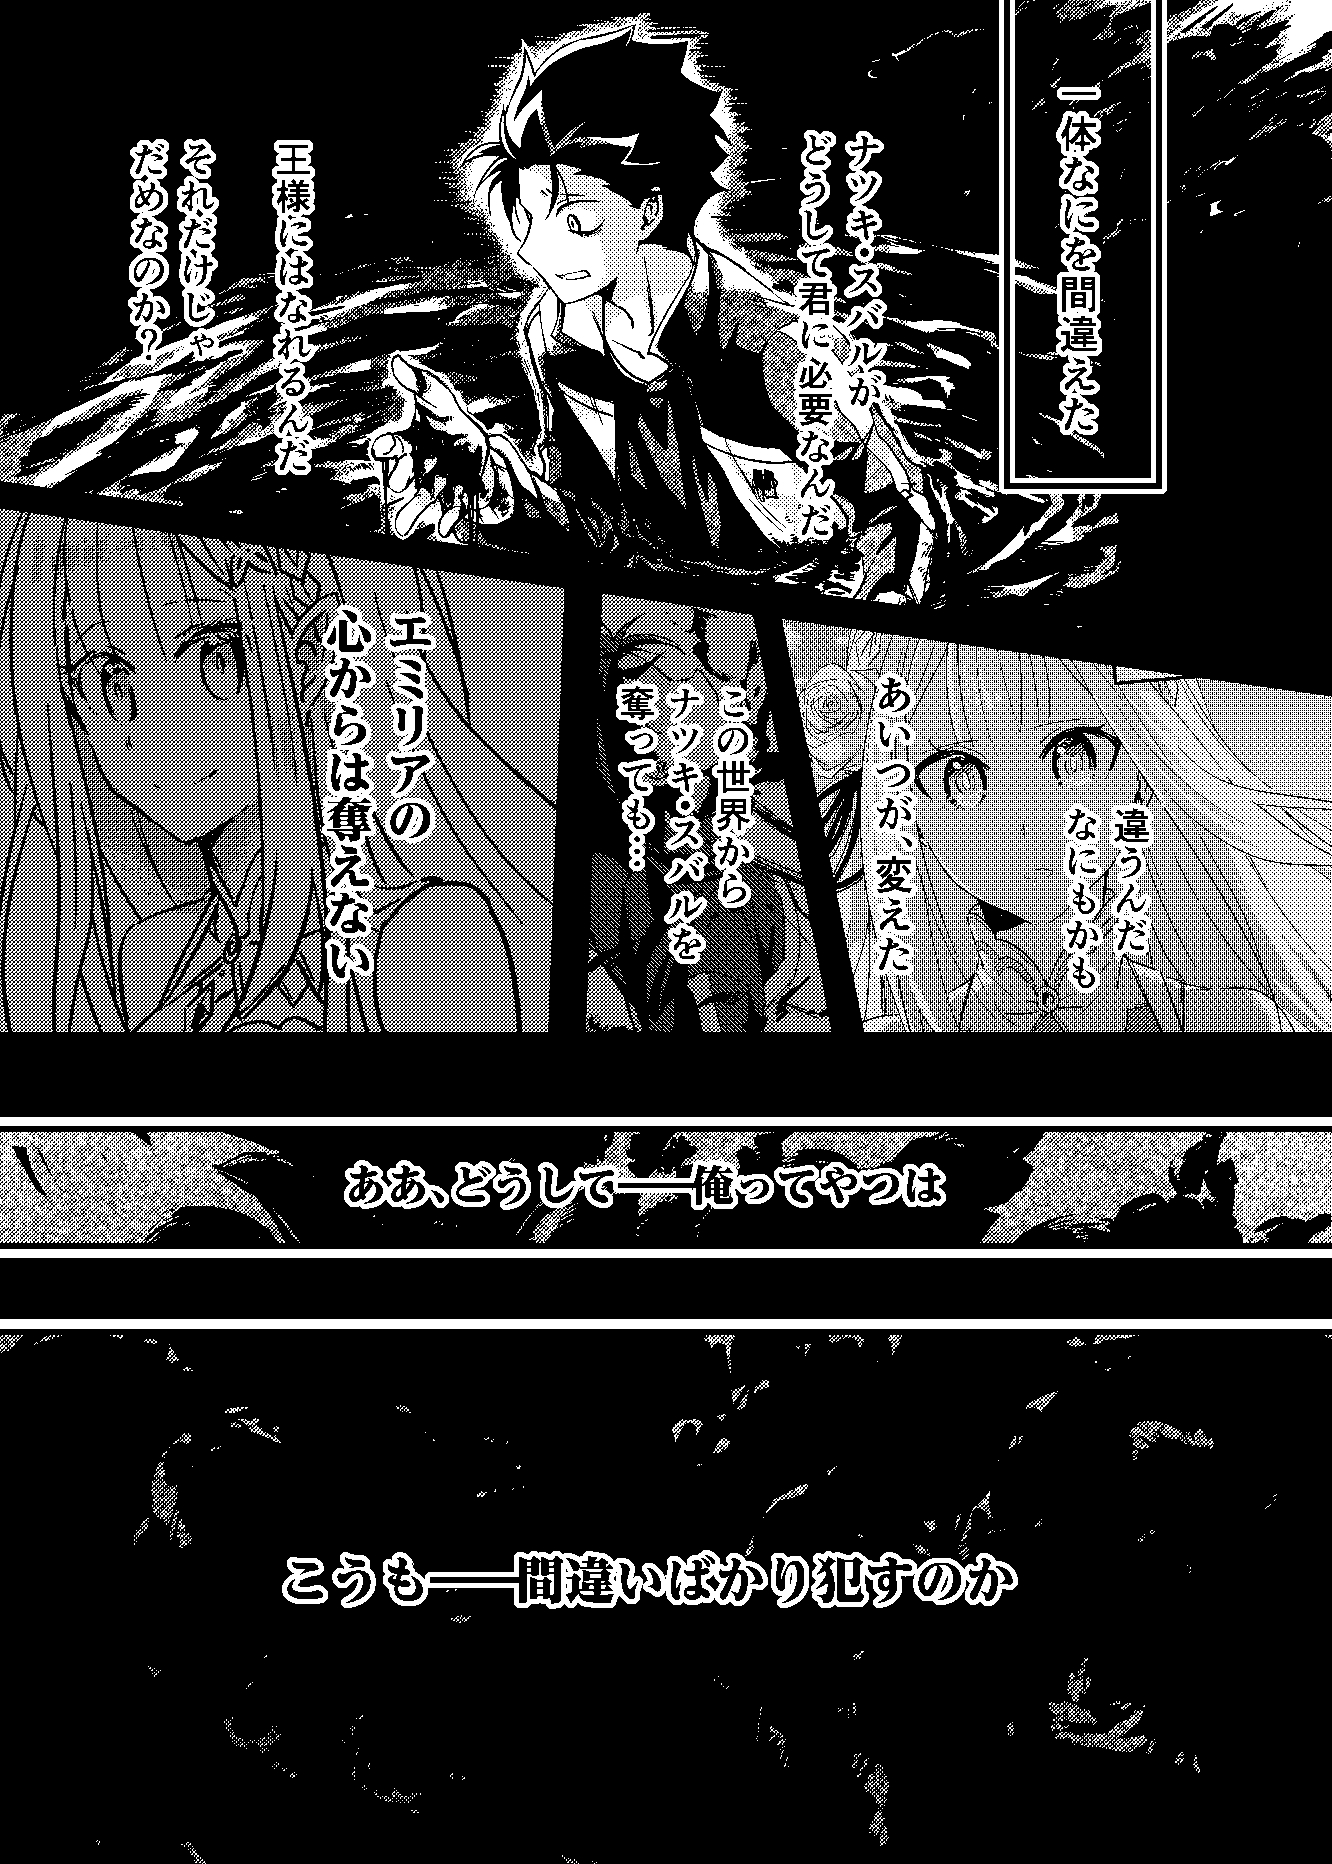 一体なにを間違えた
ナツキ・スバルが
どうして君に必要なんだ
王様にはなれるんだ
それだけじゃ
だめなのか?
違うんだ
なにもかも
あいつが、変えた
この世界から
ナツキ・スバルを
奪っても…
エミリアの
心からは奪えない
ああ、どうして——俺ってやつは
こうも——間違いばかり犯すのか